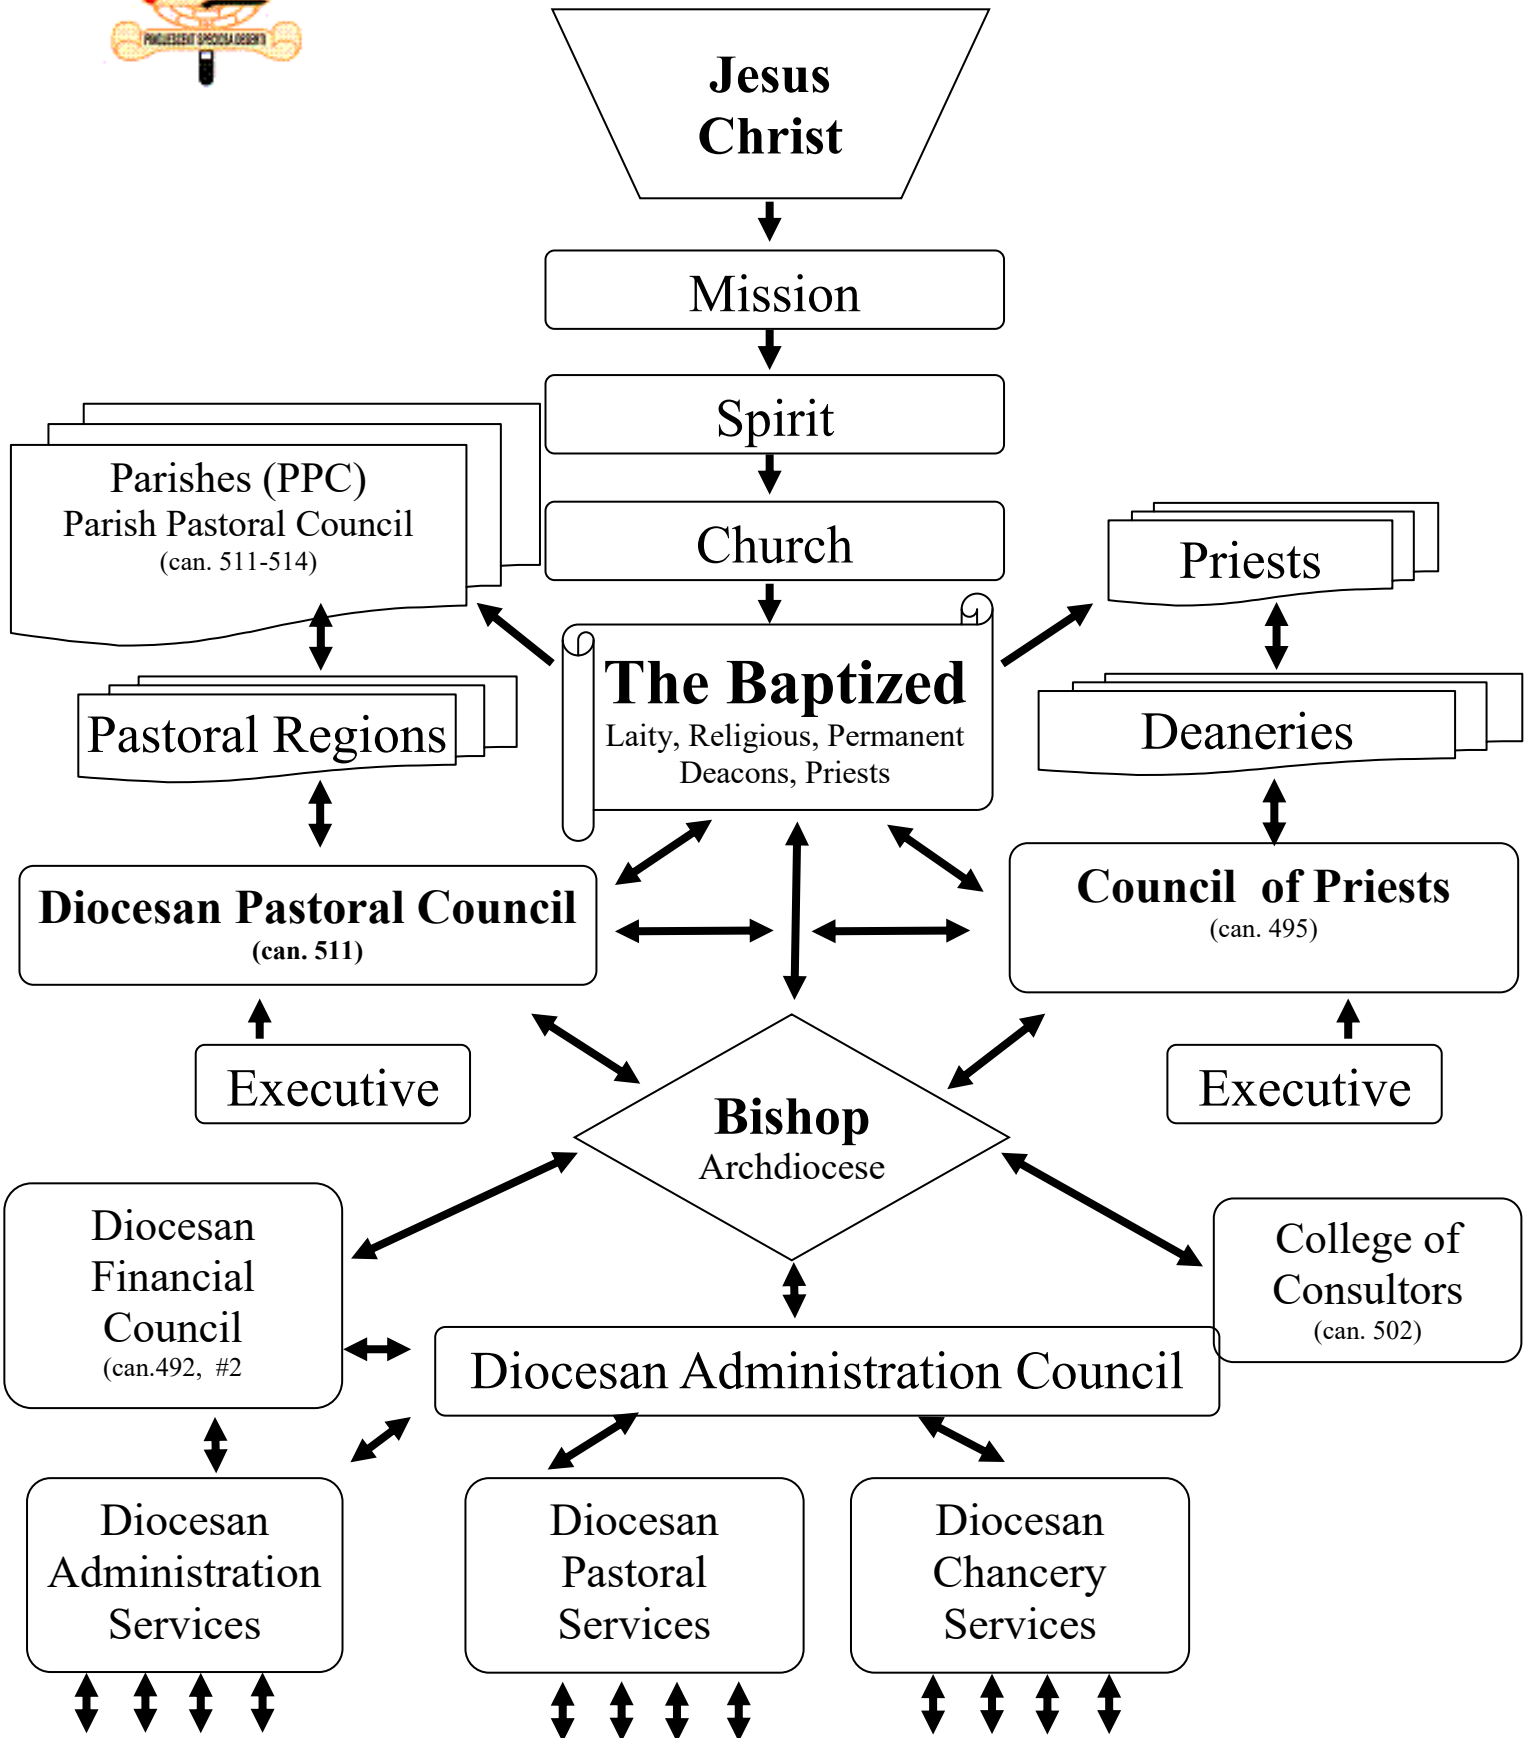 PINGUESCENT SPECIOSA DESERTI
Jesus
Christ
Mission
Spirit
Church
Parishes (PPC)
Parish Pastoral Council
(can. 511-514)
Priests
The Baptized
Laity, Religious, Permanent
Deacons, Priests
Pastoral Regions
Deaneries
Diocesan Pastoral Council
(can. 511)
Council  of Priests
(can. 495)
Executive
Executive
Bishop
Archdiocese
Diocesan
Financial
Council
(can.492,  #2
College of
Consultors
(can. 502)
Diocesan Administration Council
Diocesan
Administration
Services
Diocesan
Pastoral
Services
Diocesan
Chancery
Services